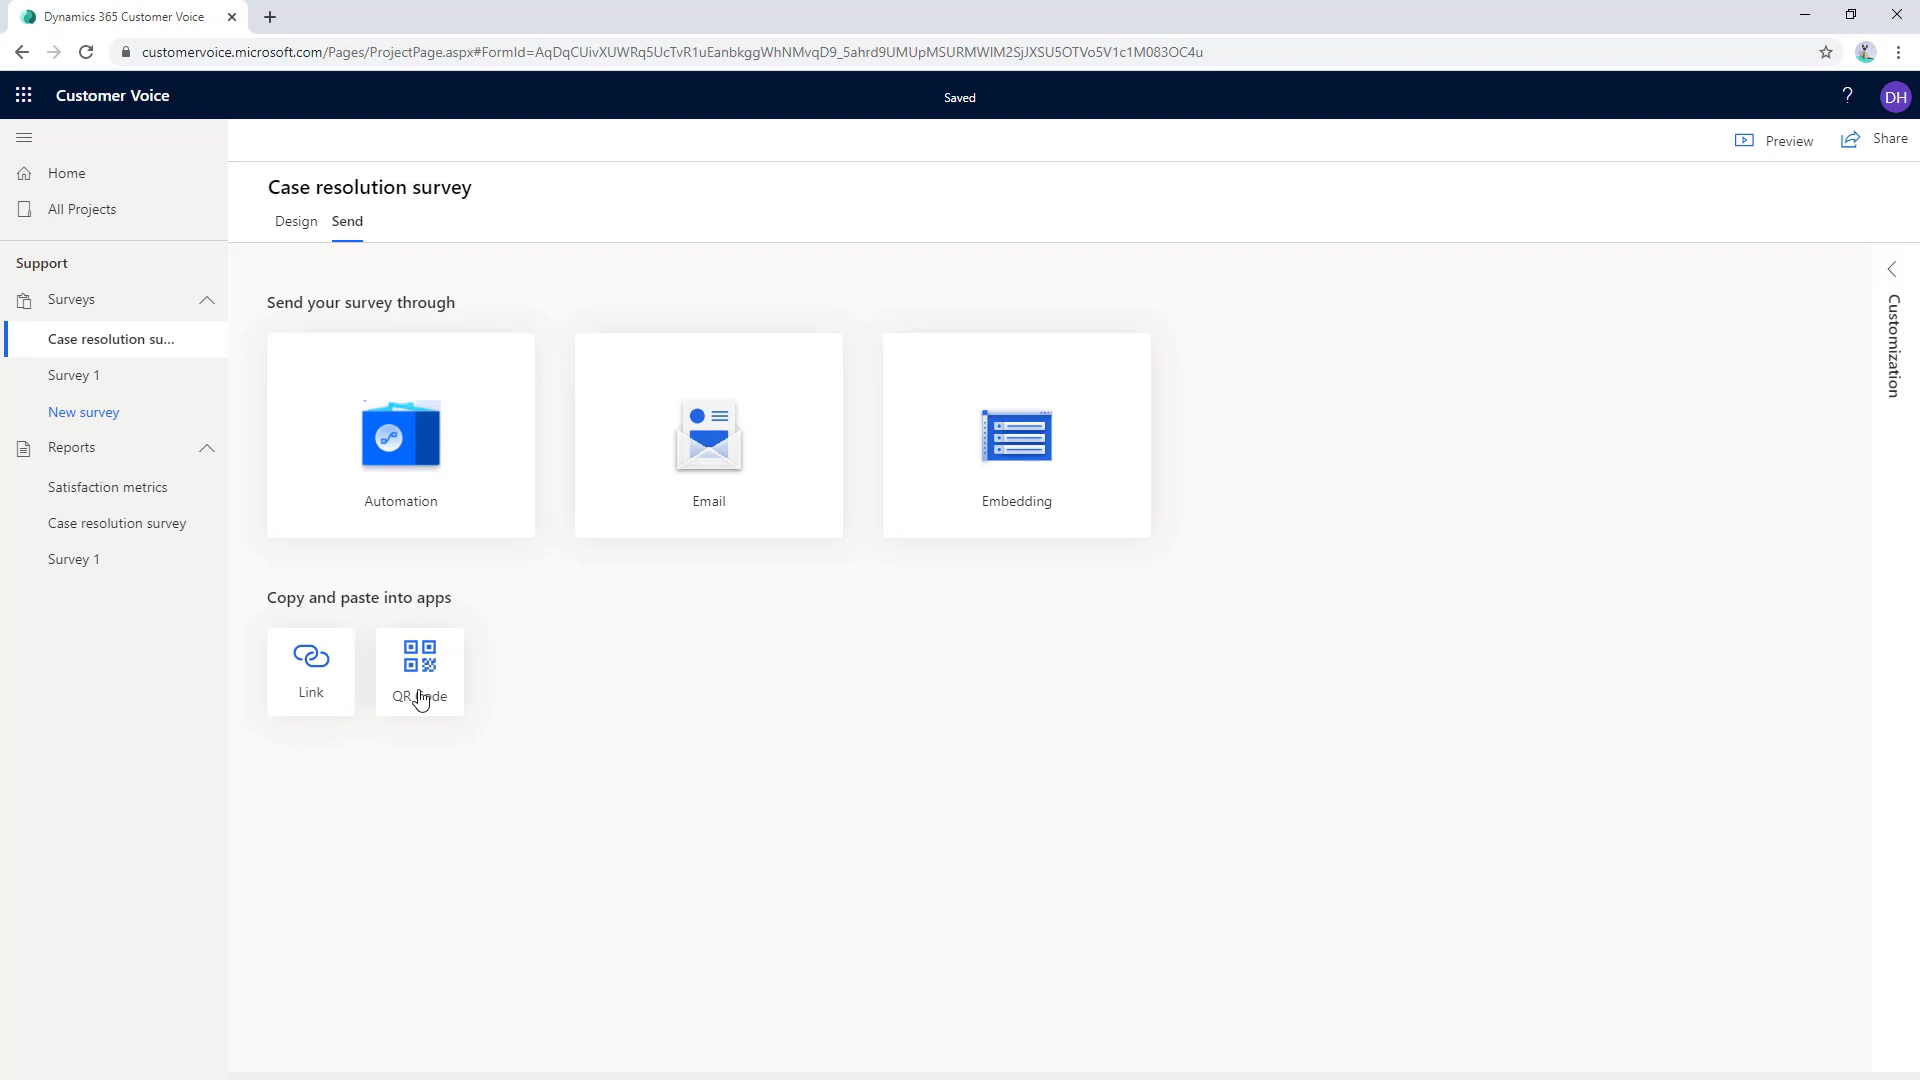 Dynamics 365 Customer Voice
customervoice.microsoft.com/Pages/ProjectPage.aspx#FormId=AqDqCUivXUWRq5UcTvR1uEanbkggWhNMvqD9_5ahrd9UMUpMSURMWlM2SjJXSU5OTVo5V1c1M083OC4u
Customer Voice
Saved
?
DH
Preview
Share
Home
All Projects
Support
Surveys
Case resolution su...
Survey 1
New survey
Reports
Satisfaction metrics
Case resolution survey
Survey 1
Case resolution survey
Design
Send
Send your survey through
Automation
Email
Embedding
Copy and paste into apps
Link
QR code
Customization